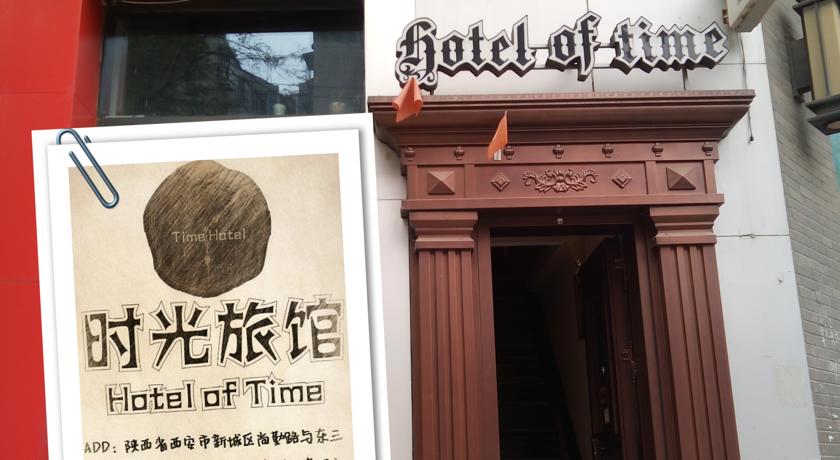 Hotel of time
Time Hotel
时光旅馆
Hotel of Time
ADD: 陕西省西安市新城区尚勤路与东三